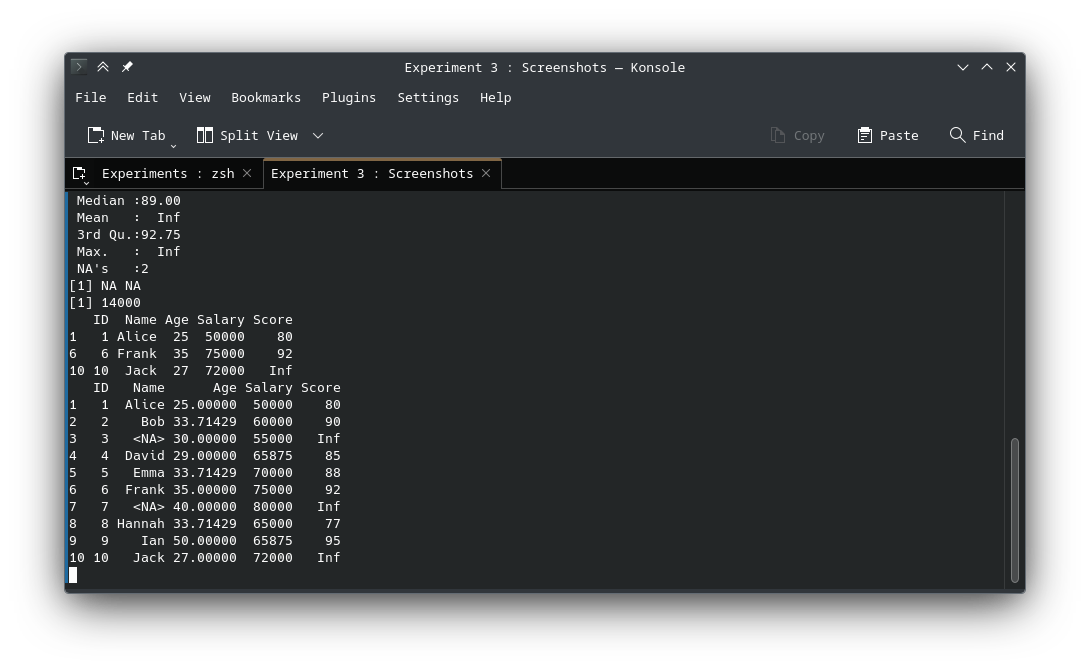 Experiment 3 : Screenshots — Konsole
File Edit View Bookmarks Plugins Settings Help
New Tab Split View Copy Paste Find
Experiments : zsh Experiment 3 : Screenshots
 Median :89.00
 Mean   :  Inf
 3rd Qu.:92.75
 Max.   :  Inf
 NA's   :2
[1] NA NA
[1] 14000
   ID  Name Age Salary Score
1   1 Alice  25  50000    80
6   6 Frank  35  75000    92
10 10  Jack  27  72000   Inf
   ID   Name      Age Salary Score
1   1  Alice 25.00000  50000    80
2   2    Bob 33.71429  60000    90
3   3   <NA> 30.00000  55000   Inf
4   4  David 29.00000  65875    85
5   5   Emma 33.71429  70000    88
6   6  Frank 35.00000  75000    92
7   7   <NA> 40.00000  80000   Inf
8   8 Hannah 33.71429  65000    77
9   9    Ian 50.00000  65875    95
10 10   Jack 27.00000  72000   Inf